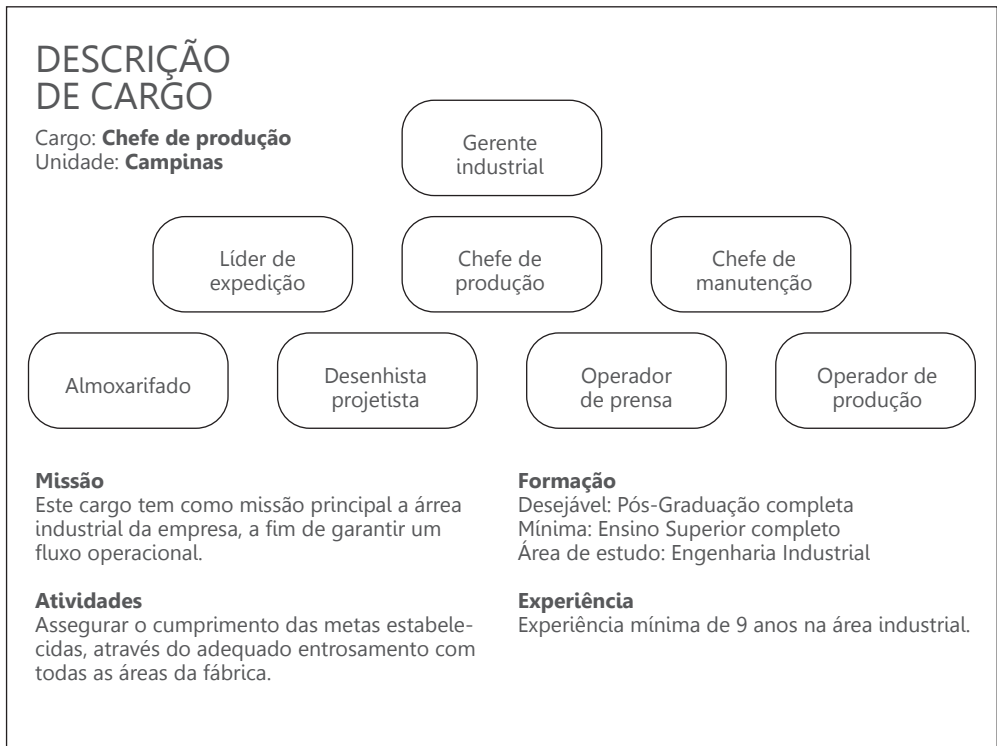 DESCRIÇÃO
DE CARGO
Cargo: Chefe de produção
Unidade: Campinas
Gerente
industrial
Líder de
expedição
Chefe de
produção
Chefe de
manutenção
Almoxarifado
Desenhista
projetista
Operador
de prensa
Operador de
produção
Missão
Este cargo tem como missão principal a árrea
industrial da empresa, a fim de garantir um
fluxo operacional.
Atividades
Assegurar o cumprimento das metas estabele-
cidas, através do adequado entrosamento com
todas as áreas da fábrica.
Formação
Desejável: Pós-Graduação completa
Mínima: Ensino Superior completo
Área de estudo: Engenharia Industrial
Experiência
Experiência mínima de 9 anos na área industrial.